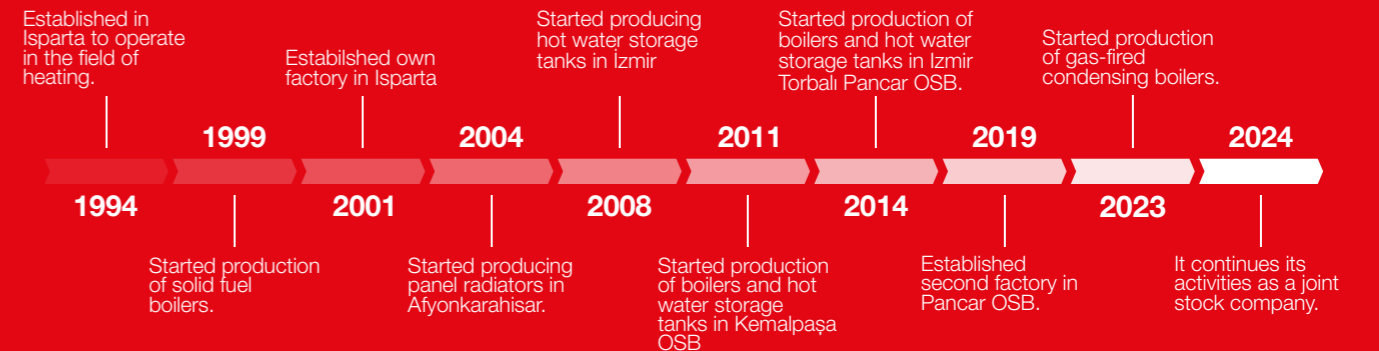 Established in
Isparta to operate
in the field of
heating.
1994
1999
Started production
of solid fuel
boilers.
Estabilshed own
factory in Isparta
2001
2004
Started producing
panel radiators in
Afyonkarahisar.
Started producing
hot water storage
tanks in İzmir
2008
2011
Started production
of boilers and hot
water storage
tanks in Kemalpaşa
OSB
Started production of
boilers and hot water
storage tanks in Izmir
Torbalı Pancar OSB.
2014
2019
Established
second factory in
Pancar OSB.
Started production
of gas-fired
condensing boilers.
2023
2024
It continues its
activities as a joint
stock company.